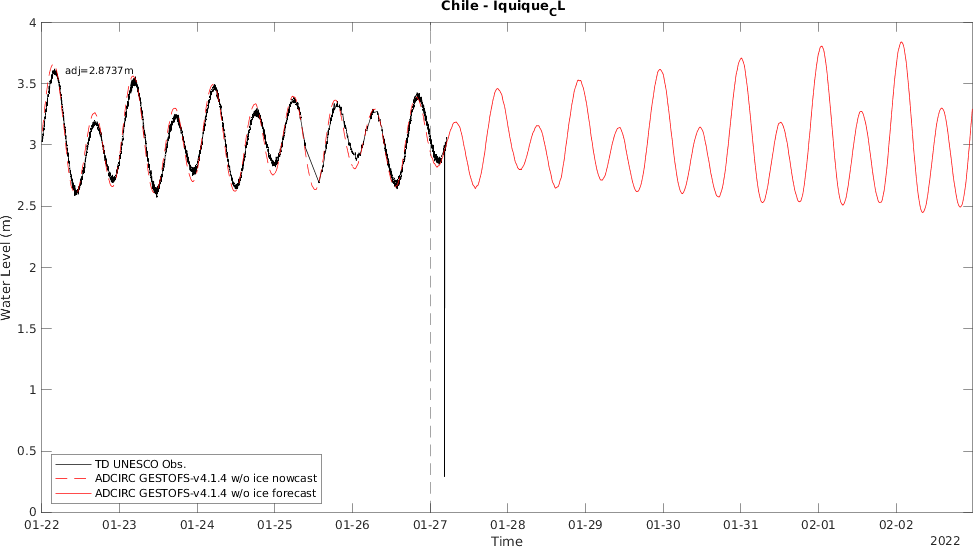 Chile - Iquique_CL
4
adj=2.8737m
3.5
3
2.5
2
Water Level (m)
1.5
1
0.5
TD UNESCO Obs.
ADCIRC GESTOFS-v4.1.4 w/o ice nowcast
ADCIRC GESTOFS-v4.1.4 w/o ice forecast
0
01-22 01-23 01-24 01-25 01-26 01-27 01-28 01-29 01-30 01-31 02-01 02-02
Time
2022